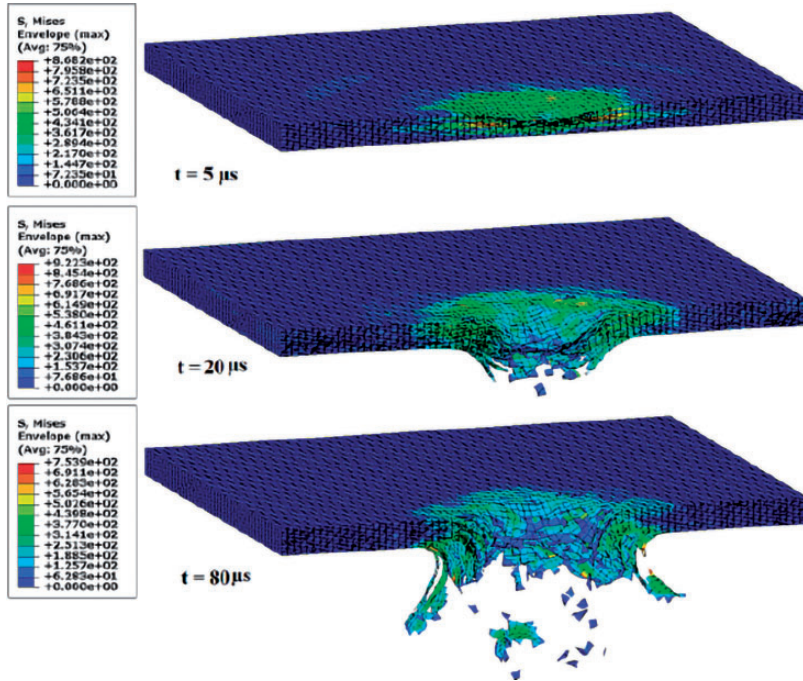 S, Mises
Envelope (max)
(Avg: 75%)
+8.682e+02
+7.958e+02
+7.235e+02
+6.511e+02
+5.788e+02
+5.064e+02
+4.341e+02
+3.617e+02
+2.894e+02
+2.170e+02
+1.447e+02
+7.235e+01
+0.000e+00
t = 5 µs
S, Mises
Envelope (max)
(Avg: 75%)
+9.223e+02
+8.454e+02
+7.686e+02
+6.917e+02
+6.149e+02
+5.380e+02
+4.611e+02
+3.843e+02
+3.074e+02
+2.306e+02
+1.537e+02
+7.686e+01
+0.000e+00
t = 20 µs
S, Mises
Envelope (max)
(Avg: 75%)
+7.539e+02
+6.911e+02
+6.283e+02
+5.654e+02
+5.026e+02
+4.398e+02
+3.770e+02
+3.141e+02
+2.513e+02
+1.885e+02
+1.257e+02
+6.283e+01
+0.000e+00
t = 80 µs